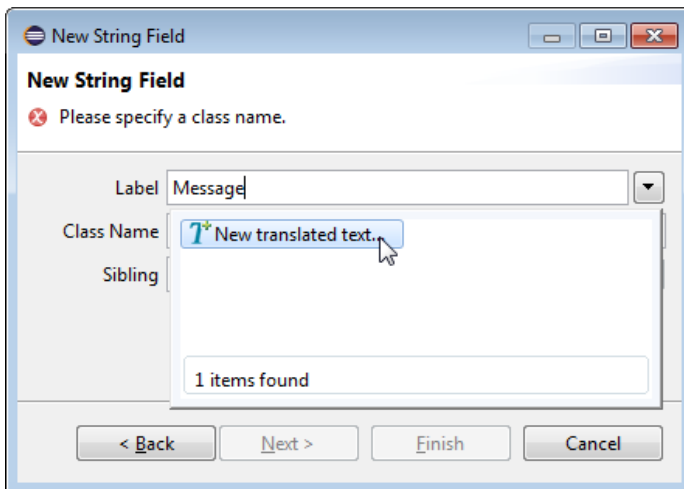 New String Field
New String Field
Please specify a class name.
Label Message
Class Name
New translated text...
Sibling
1 items found
< Back Next > Finish Cancel